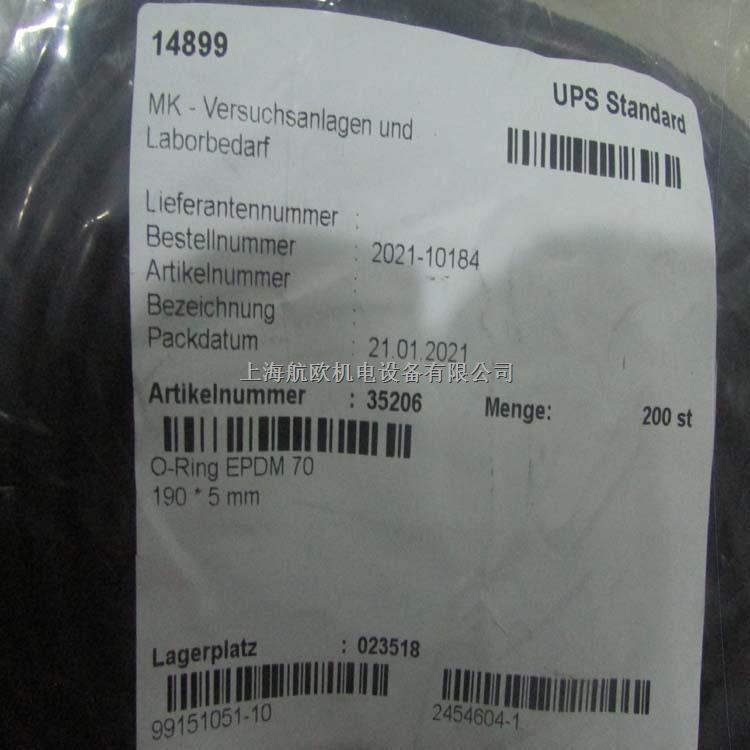 14899
UPS Standard
MK - Versuchsanlagen und
Laborbedarf
Lieferantennummer :
Bestellnummer : 2021-10184
Artikelnummer :
Bezeichnung :
Packdatum : 21.01.2021
上海航欧机电设备有限公司
Artikelnummer : 35206 Menge: 200 st
O-Ring EPDM 70
190 * 5 mm
Lagerplatz : 023518
99151051-10 2454604-1